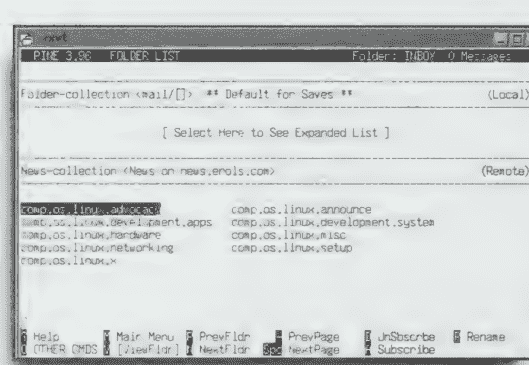 rxvt
PINE 3.96 FOLDER LIST Folder: INBOX 0 Messages
Folder-collection <mail/[]> ** Default for Saves ** (Local)
[ Select Here to See Expanded List ]
News-collection <News on news.erols.com> (Remote)
comp.os.linux.advocacy comp.os.linux.announce
comp.os.linux.development.apps comp.os.linux.development.system
comp.os.linux.hardware comp.os.linux.misc
comp.os.linux.networking comp.os.linux.setup
comp.os.linux.x
? Help M Main Menu P PrevFldr - PrevPage D UnSbscrbe R Rename
O OTHER CMDS V [ViewFldr] N NextFldr Spc NextPage A Subscribe